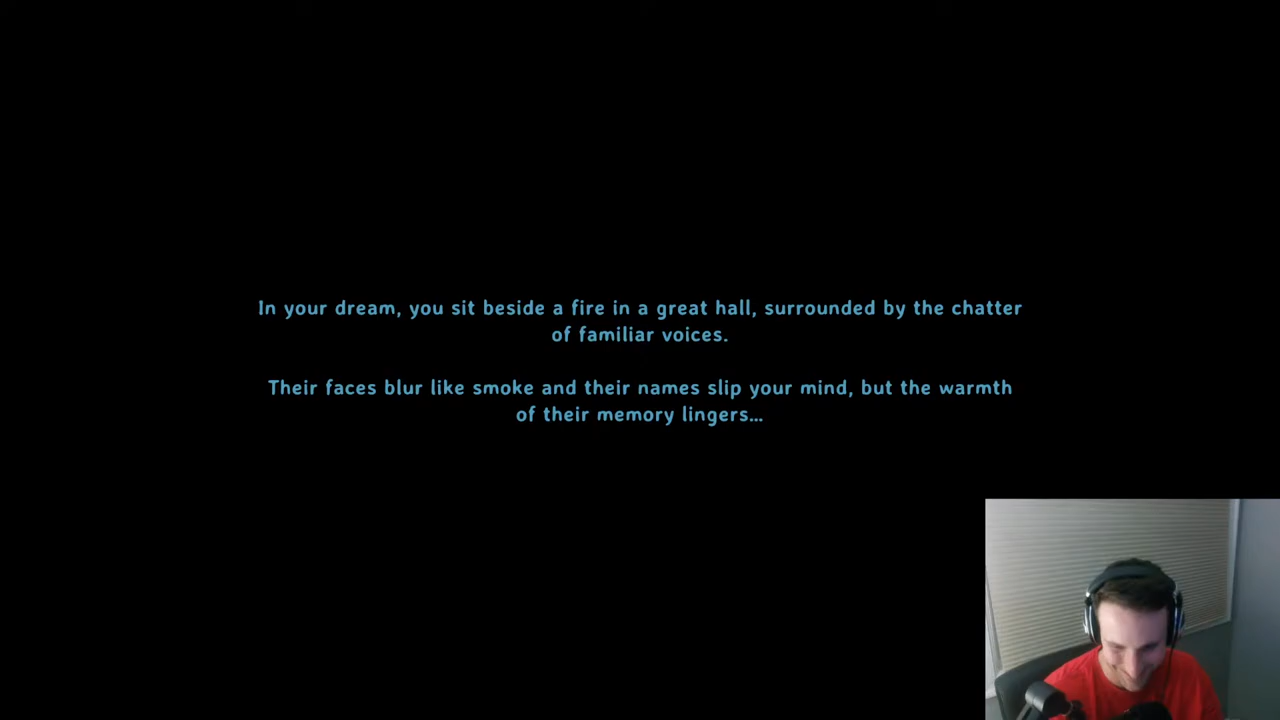 In your dream, you sit beside a fire in a great hall, surrounded by the chatter
of familiar voices.
Their faces blur like smoke and their names slip your mind, but the warmth
of their memory lingers...